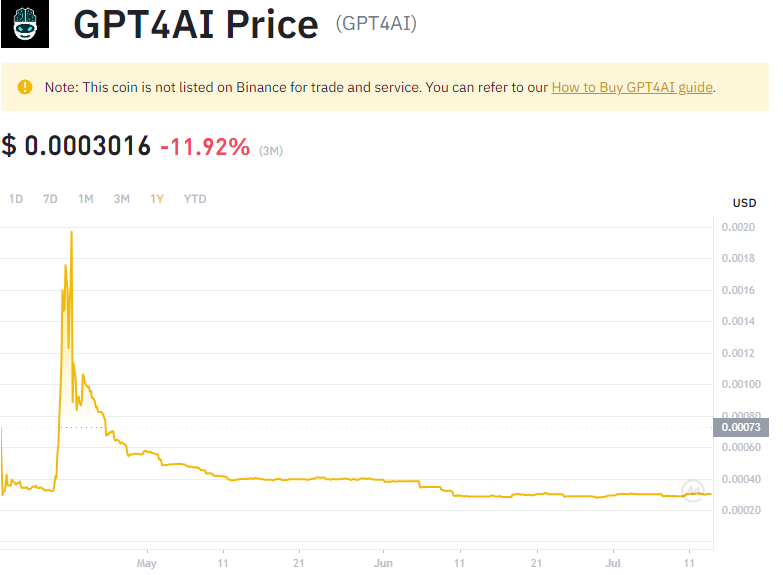 GPT4AI Price (GPT4AI)
Note: This coin is not listed on Binance for trade and service. You can refer to our How to Buy GPT4AI guide.
$ 0.0003016 -11.92% (3M)
1D 7D 1M 3M 1Y YTD
USD
0.0020
0.0018
0.0016
0.0014
0.0012
0.00100
0.00080
0.00073
0.00060
0.00040
0.00020
May 11 21 Jun 11 21 Jul 11